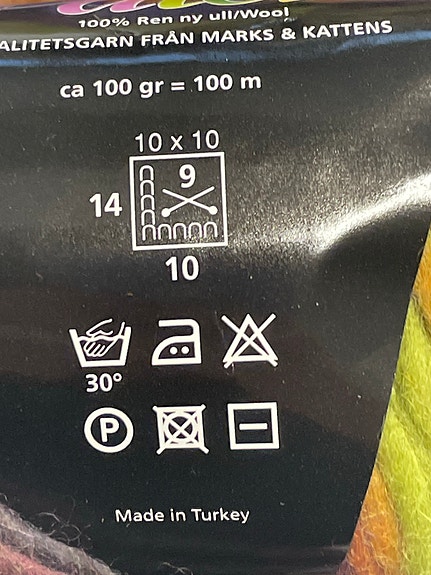 100% Ren ny ull/Wool
ALITETSGARN FRÅN MARKS & KATTENS
ca 100 gr = 100 m
10 x 10
9
14
10
30°
P
Made in Turkey